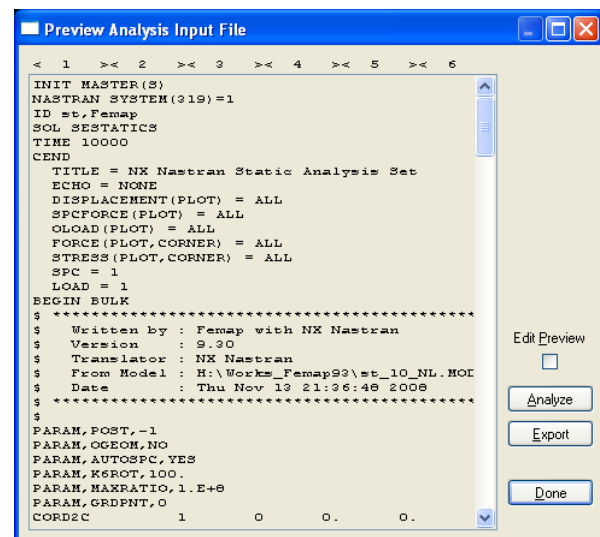 Preview Analysis Input File
< 1 >< 2 >< 3 >< 4 >< 5 >< 6
INIT MASTER(S)
NASTRAN SYSTEM(319)=1
ID st,Femap
SOL SESTATICS
TIME 10000
CEND
TITLE = NX Nastran Static Analysis Set
ECHO = NONE
DISPLACEMENT(PLOT) = ALL
SPCFORCE(PLOT) = ALL
OLOAD(PLOT) = ALL
FORCE(PLOT,CORNER) = ALL
STRESS(PLOT,CORNER) = ALL
SPC = 1
LOAD = 1
BEGIN BULK
$ ***********************************************
$ Written by : Femap with NX Nastran
$ Version : 9.30
$ Translator : NX Nastran
$ From Model : H:\Works_Femap93\st_10_NL.MOD
$ Date : Thu Nov 13 21:36:48 2008
$ ***********************************************
$
PARAM,POST,-1
PARAM,OGEOM,NO
PARAM,AUTOSPC,YES
PARAM,K6ROT,100.
PARAM,MAXRATIO,1.E+8
PARAM,GRDPNT,0
CORD2C 1 0 0. 0.
Edit Preview
Analyze
Export
Done